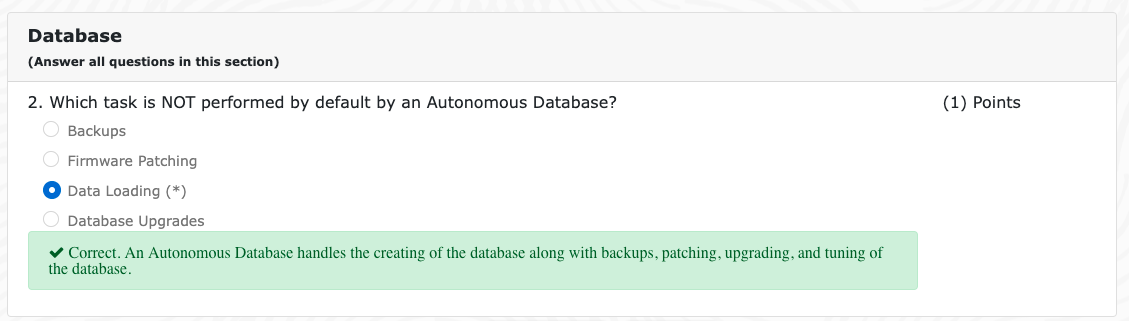 Database
(Answer all questions in this section)
2. Which task is NOT performed by default by an Autonomous Database? (1) Points
Backups
Firmware Patching
Data Loading (*)
Database Upgrades
Correct. An Autonomous Database handles the creating of the database along with backups, patching, upgrading, and tuning of
the database.